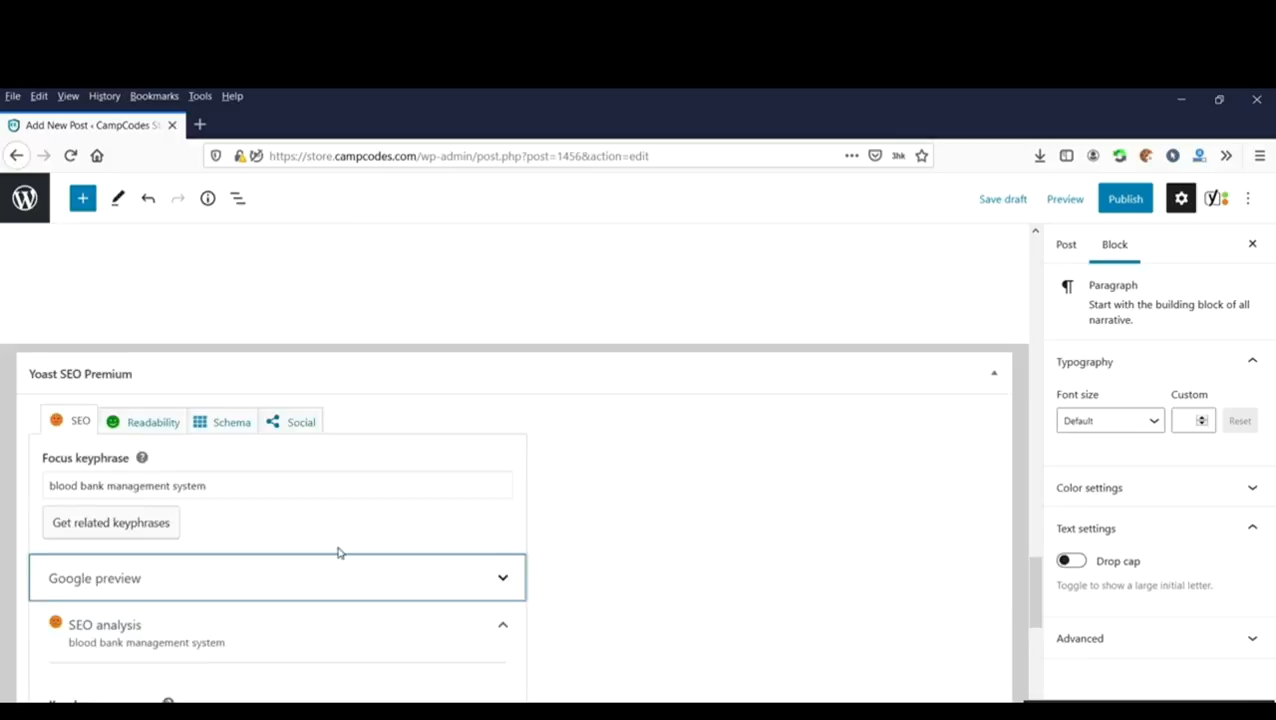 File Edit View History Bookmarks Tools Help
Add New Post ‹ CampCodes St
https://store.campcodes.com/wp-admin/post.php?post=1456&action=edit
Save draft Preview Publish
Post Block
Paragraph
Start with the building block of all
narrative.
Typography
Font size Custom
Default Reset
Color settings
Text settings
Drop cap
Toggle to show a large initial letter.
Advanced
Yoast SEO Premium
SEO Readability Schema Social
Focus keyphrase
blood bank management system
Get related keyphrases
Google preview
SEO analysis
blood bank management system